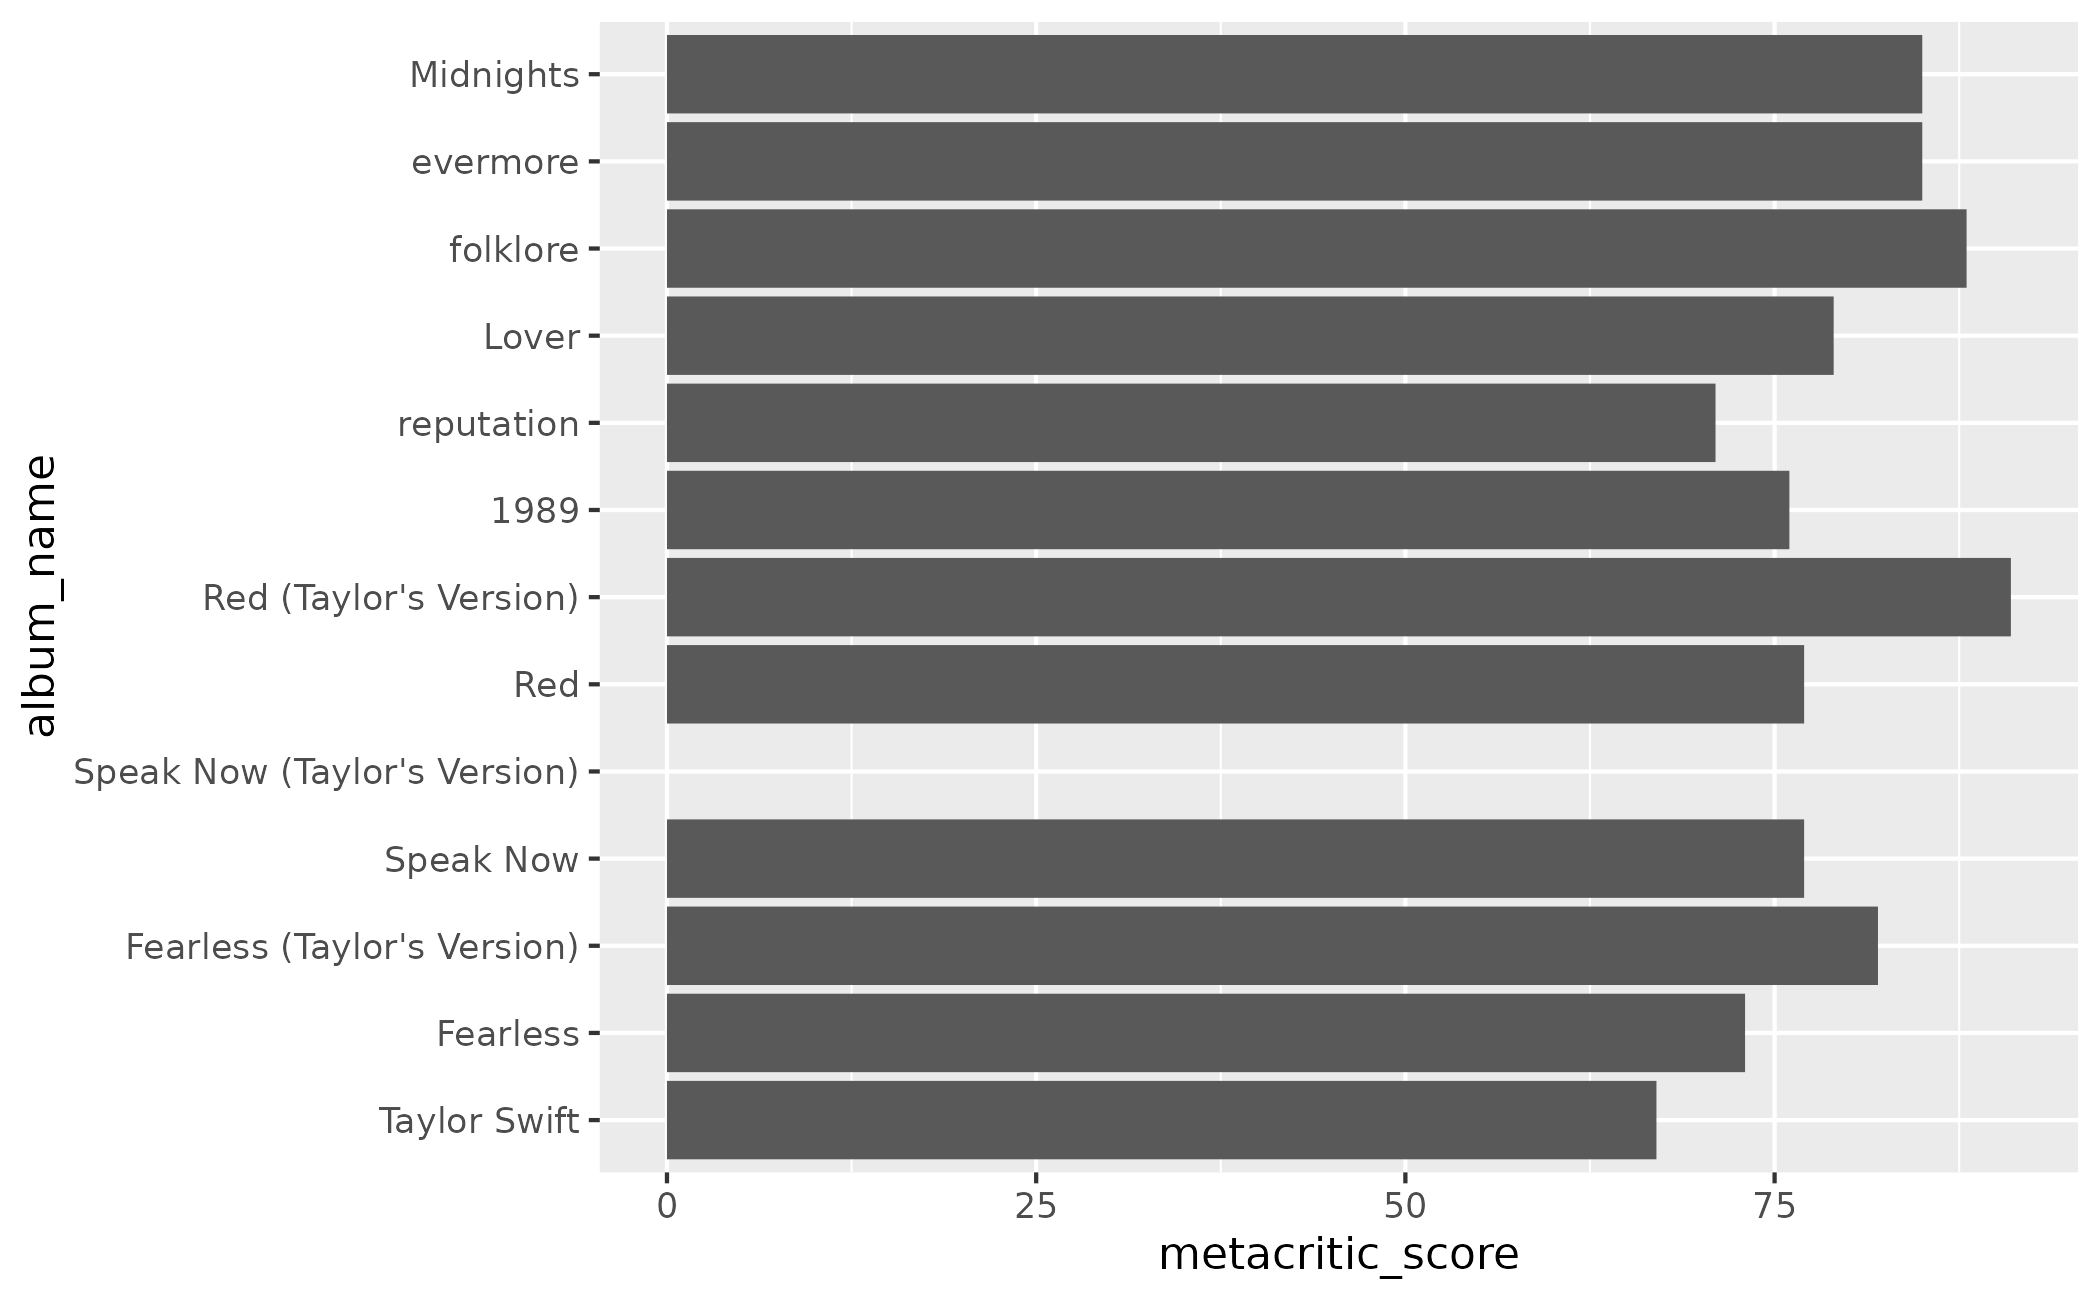 Midnights
evermore
folklore
Lover
reputation
1989
Red (Taylor's Version)
Red
Speak Now (Taylor's Version)
Speak Now
Fearless (Taylor's Version)
Fearless
Taylor Swift
album_name
0 25 50 75
metacritic_score